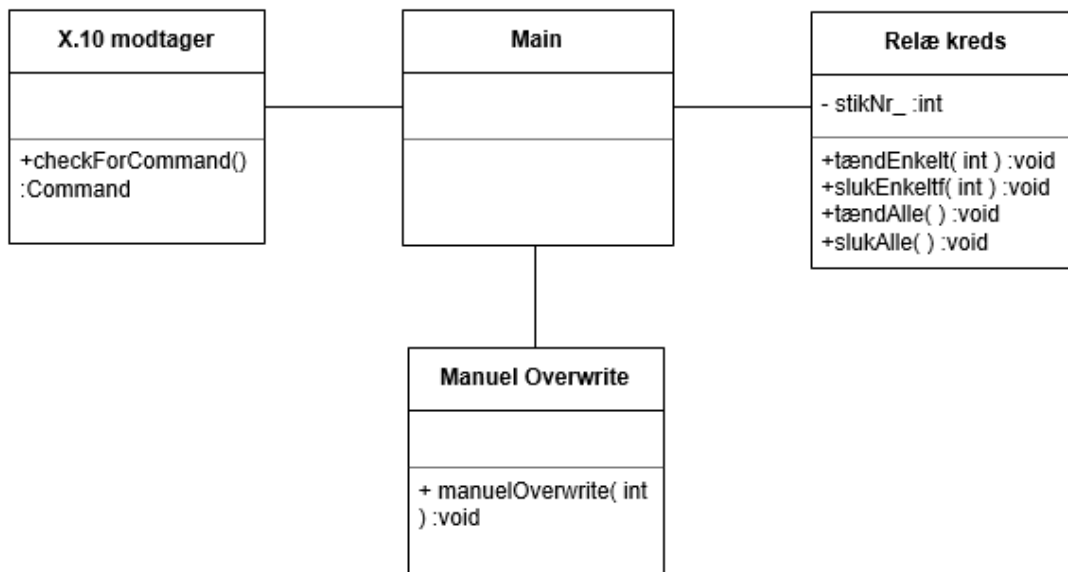 X.10 modtager
+checkForCommand()
:Command
Main
Relæ kreds
- stikNr_ :int
+tændEnkelt( int ) :void
+slukEnkeltf( int ) :void
+tændAlle( ) :void
+slukAlle( ) :void
Manuel Overwrite
+ manuelOverwrite( int
) :void